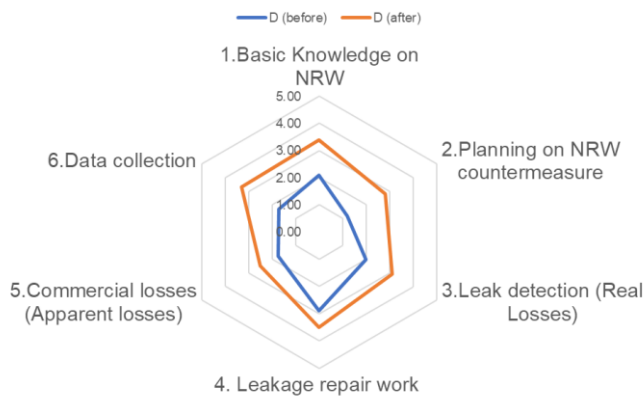 D (before) D (after)
1.Basic Knowledge on
NRW
5.00
4.00
3.00
2.00
1.00
0.00
2.Planning on NRW
countermeasure
3.Leak detection (Real
Losses)
4. Leakage repair work
5.Commercial losses
(Apparent losses)
6.Data collection